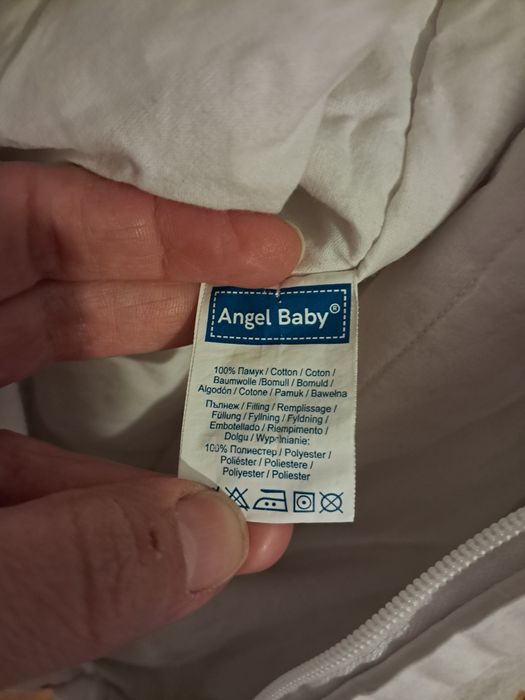 Angel Baby®
100% Памук / Cotton / Coton /
Baumwolle /Bomull / Bomuld /
Algodón / Cotone / Pamuk / Bawełna
Пълнеж / Filling / Remplissage /
Füllung / Fyllning / Fyldning /
Embotellado / Riempimento /
Dolgu / Wypełnianie:
100% Полиестер / Polyester /
Poliéster / Poliestere /
Poliyester / Poliester